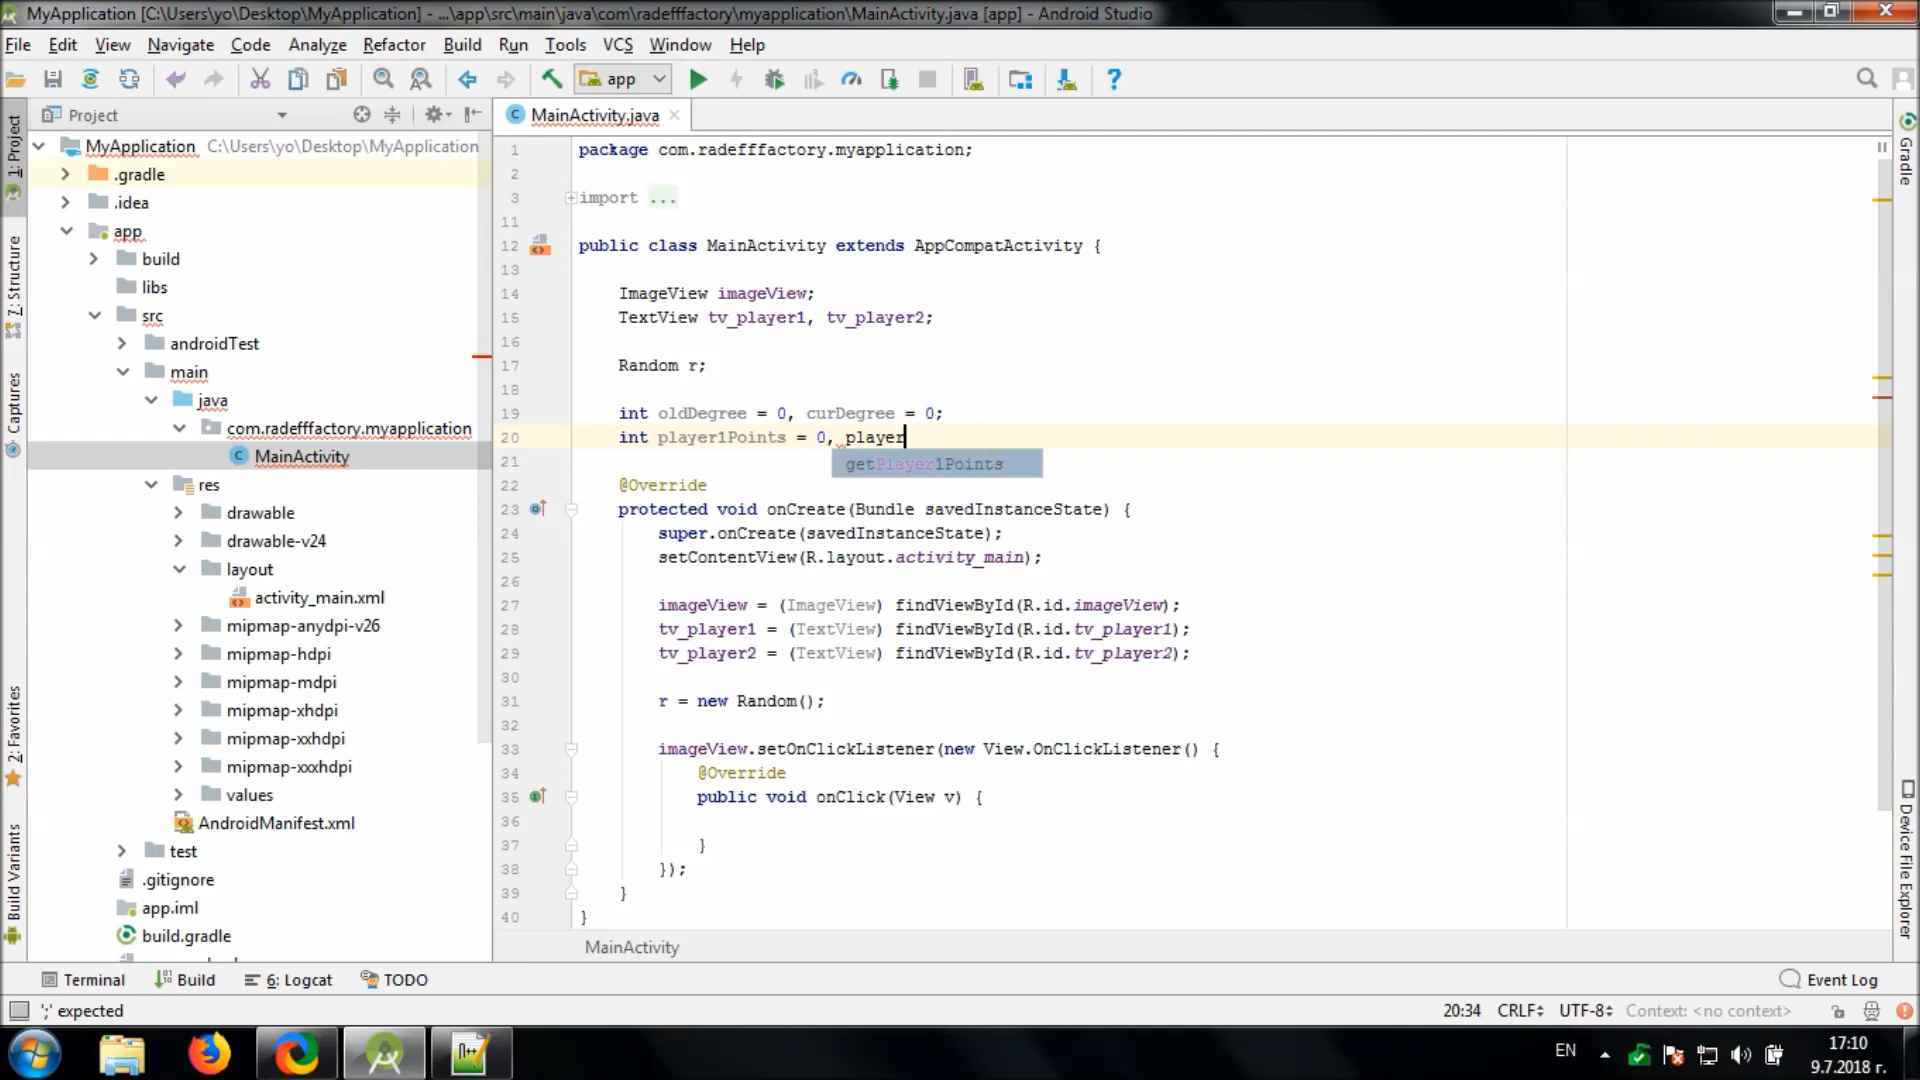 MyApplication [C:\Users\yo\Desktop\MyApplication] - ...\app\src\main\java\com\radefffactory\myapplication\MainActivity.java [app] - Android Studio
File Edit View Navigate Code Analyze Refactor Build Run Tools VCS Window Help
app
Project
MainActivity.java
MyApplication C:\Users\yo\Desktop\MyApplication
.gradle
.idea
app
build
libs
src
androidTest
main
java
com.radefffactory.myapplication
MainActivity
res
drawable
drawable-v24
layout
activity_main.xml
mipmap-anydpi-v26
mipmap-hdpi
mipmap-mdpi
mipmap-xhdpi
mipmap-xxhdpi
mipmap-xxxhdpi
values
AndroidManifest.xml
test
.gitignore
app.iml
build.gradle
1: Project
7: Structure
Captures
2: Favorites
Build Variants
1 package com.radefffactory.myapplication;
2
3 import ...
11
12 public class MainActivity extends AppCompatActivity {
13
14 ImageView imageView;
15 TextView tv_player1, tv_player2;
16
17 Random r;
18
19 int oldDegree = 0, curDegree = 0;
20 int player1Points = 0, player
getPlayer1Points
21
22 @Override
23 protected void onCreate(Bundle savedInstanceState) {
24 super.onCreate(savedInstanceState);
25 setContentView(R.layout.activity_main);
26
27 imageView = (ImageView) findViewById(R.id.imageView);
28 tv_player1 = (TextView) findViewById(R.id.tv_player1);
29 tv_player2 = (TextView) findViewById(R.id.tv_player2);
30
31 r = new Random();
32
33 imageView.setOnClickListener(new View.OnClickListener() {
34 @Override
35 public void onClick(View v) {
36
37 }
38 });
39 }
40 }
MainActivity
Gradle
Device File Explorer
Terminal Build 6: Logcat TODO Event Log
';' expected 20:34 CRLF UTF-8 Context: <no context>
EN 17:10
9.7.2018 г.